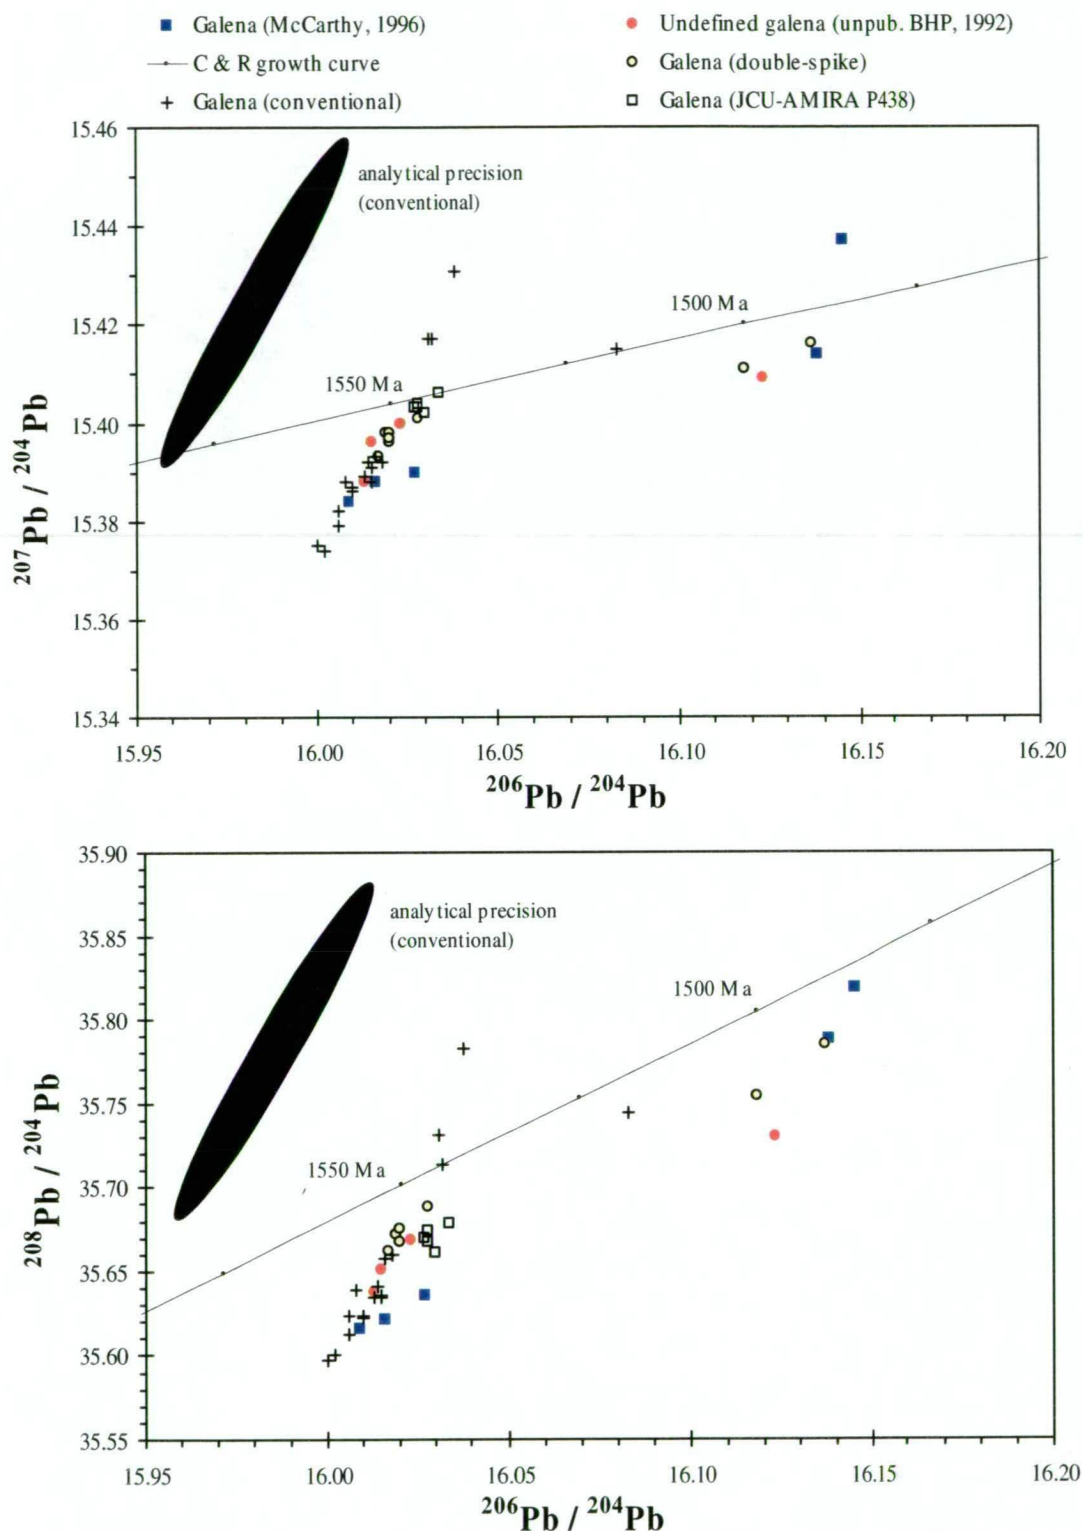 Galena (McCarthy, 1996)
Undefined galena (unpub. BHP, 1992)
C & R growth curve
Galena (double-spike)
Galena (conventional)
Galena (JCU-AMIRA P438)
15.46
15.44
15.42
15.40
15.38
15.36
15.34
207Pb / 204Pb
analytical precision
(conventional)
1500 Ma
1550 Ma
15.95
16.00
16.05
16.10
16.15
16.20
206Pb / 204Pb
35.90
35.85
35.80
35.75
35.70
35.65
35.60
35.55
208Pb / 204Pb
analytical precision
(conventional)
1500 Ma
1550 Ma
15.95
16.00
16.05
16.10
16.15
16.20
206Pb / 204Pb